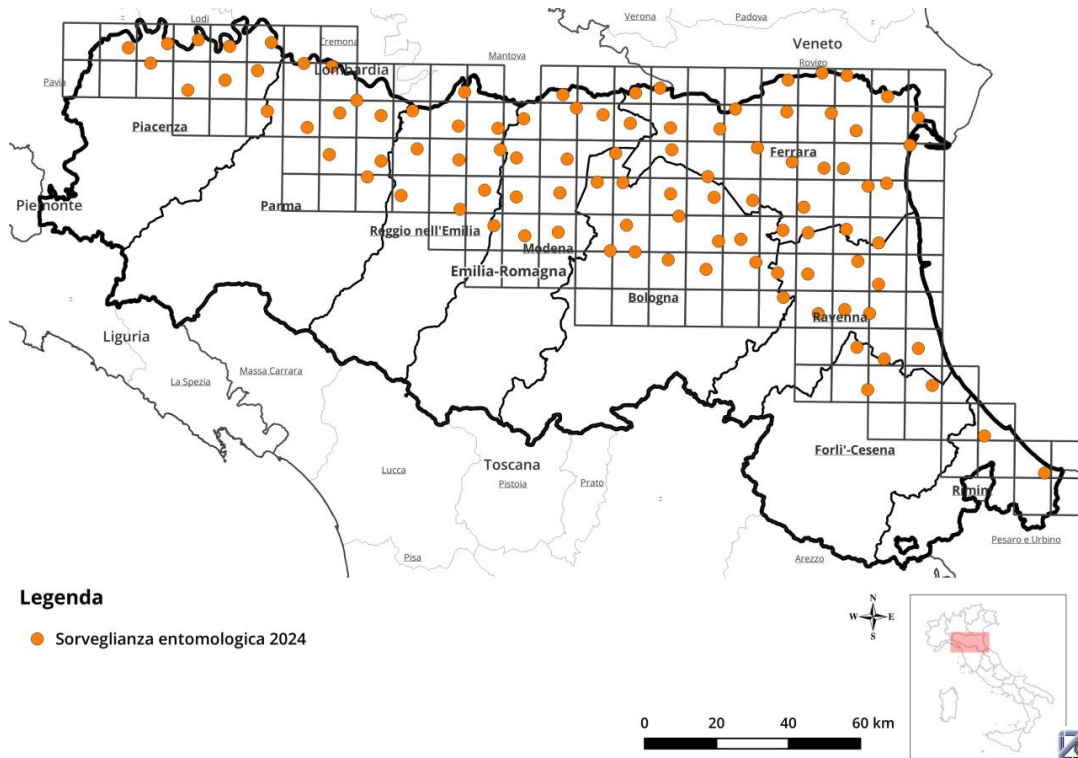 Lodi
Verona
Padova
Cremona
Veneto
Mantova
Rovigo
Lombardia
Pavia
Piacenza
Ferrara
Piemonte
Parma
Reggio nell'Emilia
Modena
Emilia-Romagna
Bologna
Ravenna
Liguria
La Spezia
Massa Carrara
Forli'-Cesena
Toscana
Lucca
Pistoia
Prato
Rimini
Pesaro e Urbino
Pisa
Arezzo
Legenda
Sorveglianza entomologica 2024
N
W E
S
0 20 40 60 km